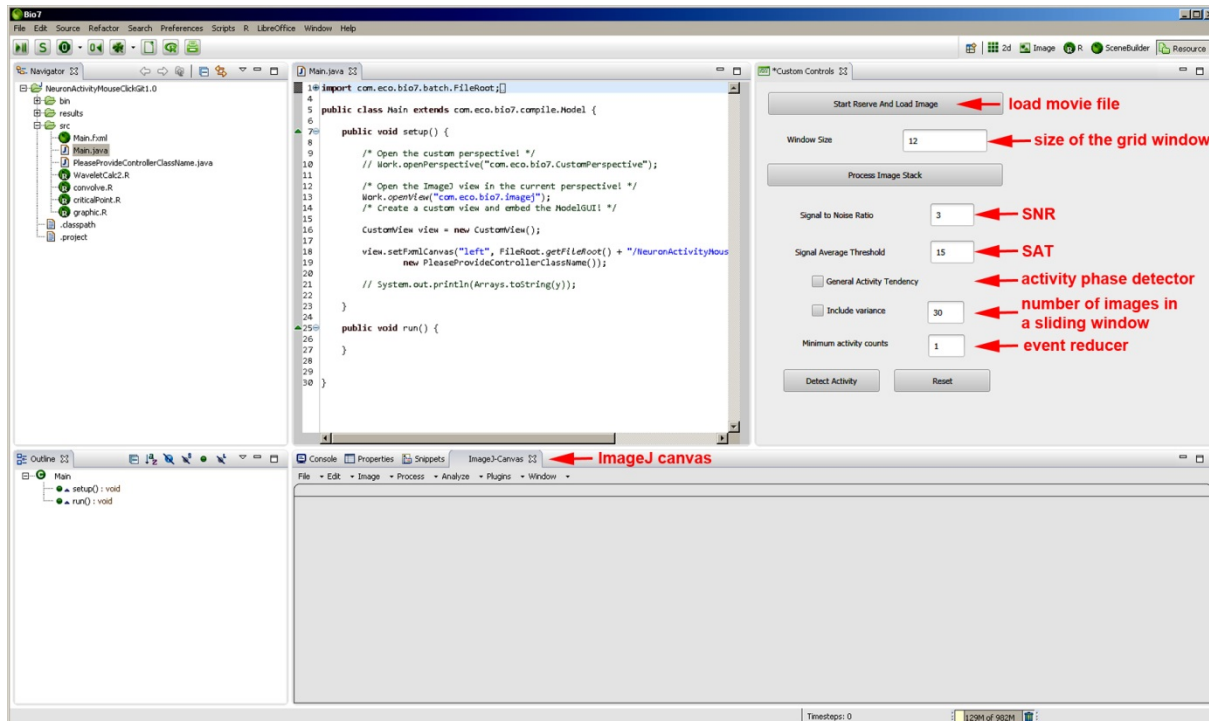 Bio7
File Edit Source Refactor Search Preferences Scripts R LibreOffice Window Help
2d Image R SceneBuilder Resource
Navigator
NeuronActivityMouseClickGit1.0
bin
results
src
Main.fxml
Main.java
PleaseProvideControllerClassName.java
WaveletCalc2.R
convolve.R
criticalPoint.R
graphic.R
.classpath
.project
Main.java
1 import com.eco.bio7.batch.FileRoot;
4
5 public class Main extends com.eco.bio7.compile.Model {
6
7 public void setup() {
8
9 /* Open the custom perspective! */
10 // Work.openPerspective("com.eco.bio7.CustomPerspective");
11
12 /* Open the ImageJ view in the current perspective! */
13 Work.openView("com.eco.bio7.imagej");
14 /* Create a custom view and embed the ModelGUI! */
15
16 CustomView view = new CustomView();
17
18 view.setFxmlCanvas("left", FileRoot.getFileRoot() + "/NeuronActivityMous
19 new PleaseProvideControllerClassName());
20
21 // System.out.println(Arrays.toString(y));
22
23 }
24
25 public void run() {
26
27 }
28
29
30 }
*Custom Controls
Start Rserve And Load Image load movie file
Window Size 12 size of the grid window
Process Image Stack
Signal to Noise Ratio 3 SNR
Signal Average Threshold 15 SAT
General Activity Tendency activity phase detector
Include variance 30 number of images in
a sliding window
Minimum activity counts 1 event reducer
Detect Activity Reset
Outline
Main
setup() : void
run() : void
Console Properties Snippets ImageJ-Canvas ImageJ canvas
File Edit Image Process Analyze Plugins Window
Timesteps: 0 129M of 982M